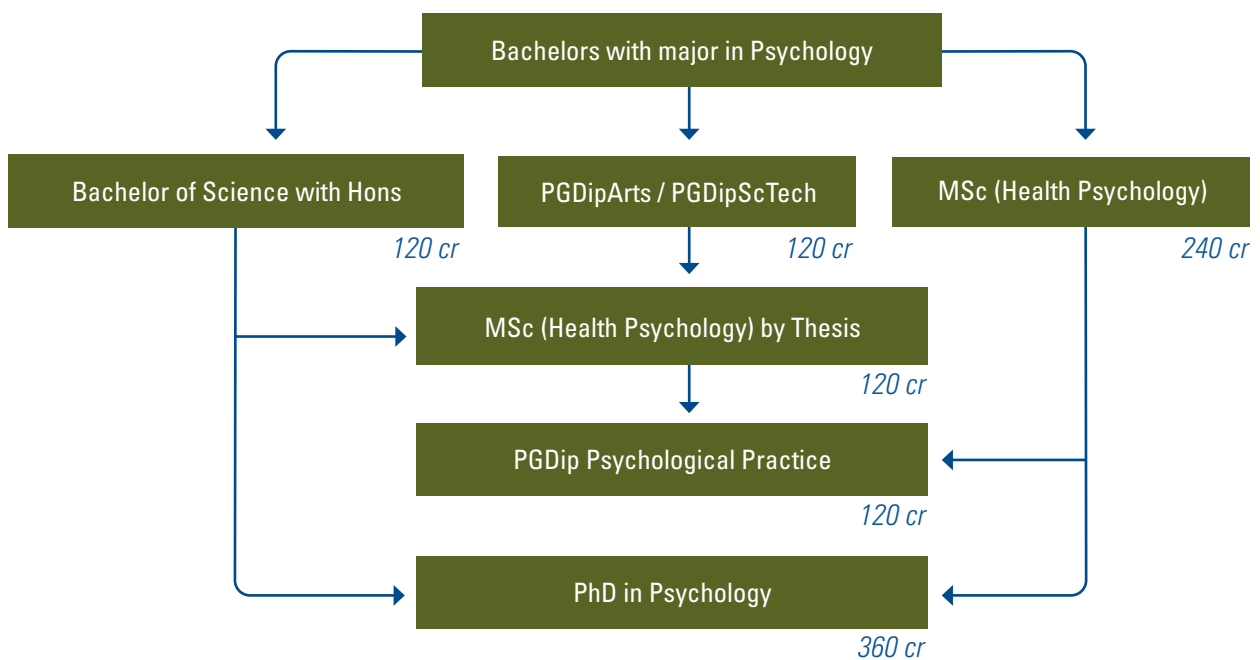 Bachelors with major in Psychology
Bachelor of Science with Hons
PGDipArts / PGDipScTech
MSc (Health Psychology)
120 cr
120 cr
240 cr
MSc (Health Psychology) by Thesis
120 cr
PGDip Psychological Practice
120 cr
PhD in Psychology
360 cr